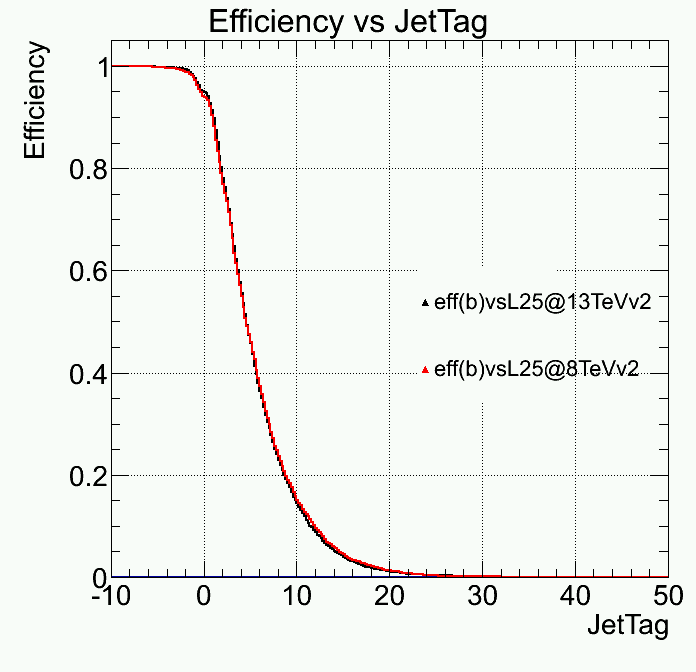 Efficiency vs JetTag
Efficiency
1
0.8
0.6
eff(b)vsL25@13TeVv2
eff(b)vsL25@8TeVv2
0.4
0.2
0
-10 0 10 20 30 40 50
JetTag